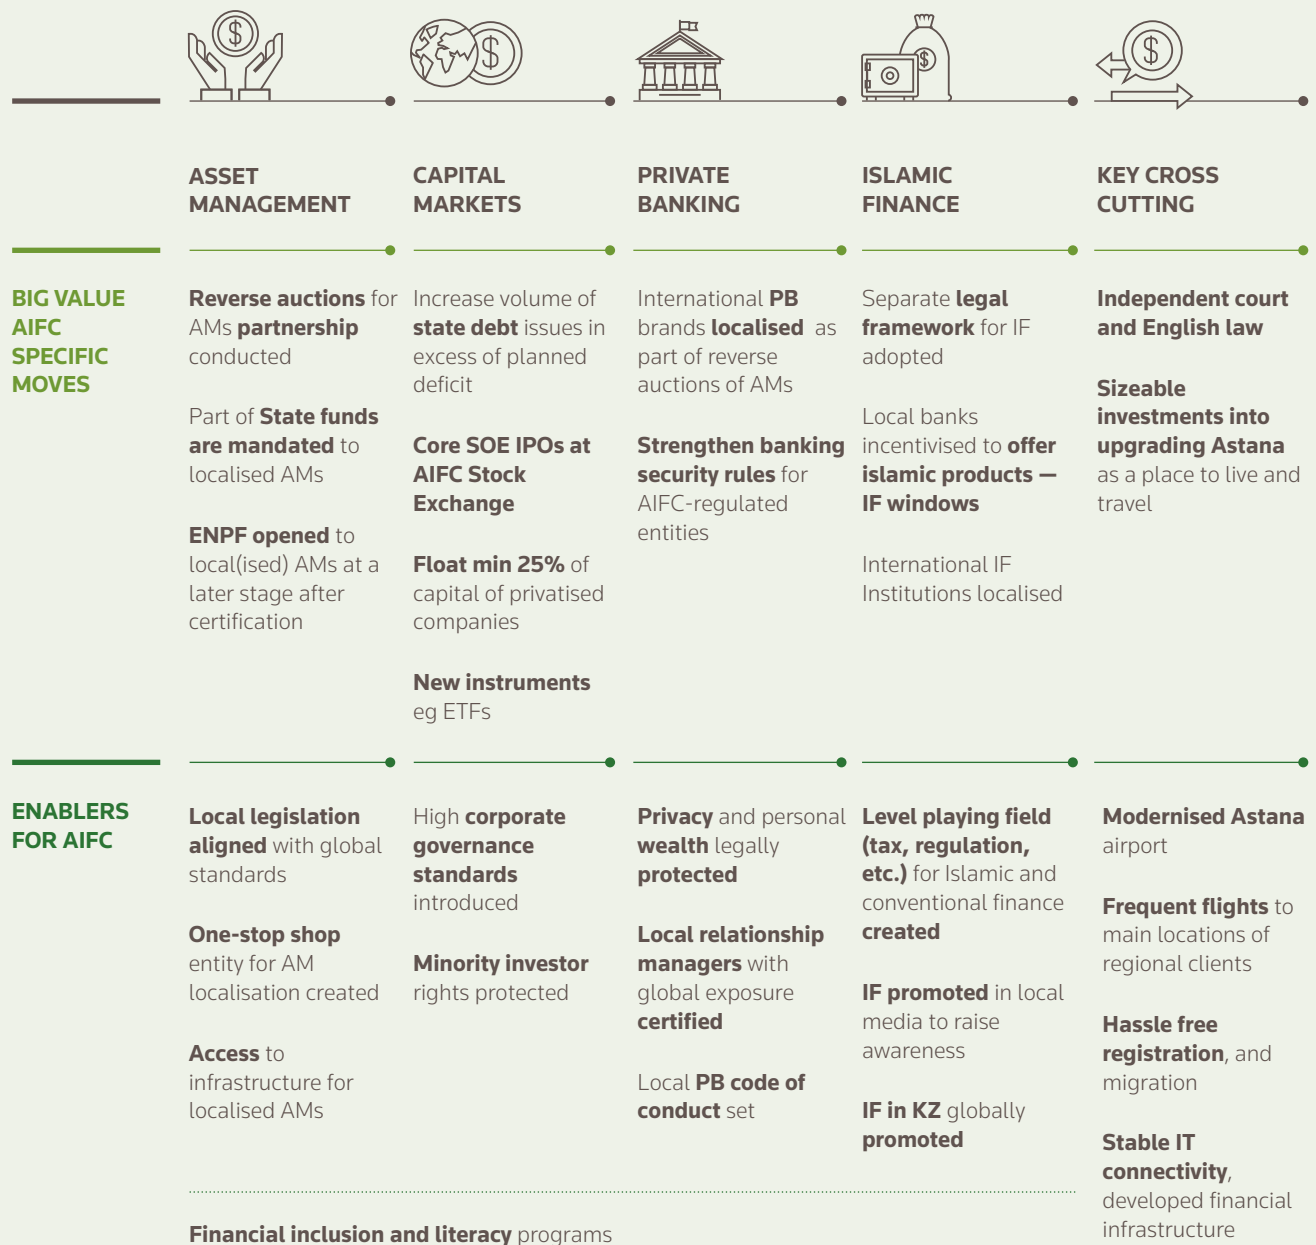 ASSET
MANAGEMENT
CAPITAL
MARKETS
PRIVATE
BANKING
ISLAMIC
FINANCE
KEY CROSS
CUTTING
BIG VALUE
AIFC
SPECIFIC
MOVES
Reverse auctions for
AMs partnership
conducted
Part of State funds
are mandated to
localised AMs
ENPF opened to
local(ised) AMs at a
later stage after
certification
Increase volume of
state debt issues in
excess of planned
deficit
Core SOE IPOs at
AIFC Stock
Exchange
Float min 25% of
capital of privatised
companies
New instruments
eg ETFs
International PB
brands localised as
part of reverse
auctions of AMs
Strengthen banking
security rules for
AIFC-regulated
entities
Separate legal
framework for IF
adopted
Local banks
incentivised to offer
islamic products —
IF windows
International IF
Institutions localised
Independent court
and English law
Sizeable
investments into
upgrading Astana
as a place to live and
travel
ENABLERS
FOR AIFC
Local legislation
aligned with global
standards
One-stop shop
entity for AM
localisation created
Access to
infrastructure for
localised AMs
High corporate
governance
standards
introduced
Minority investor
rights protected
Privacy and personal
wealth legally
protected
Local relationship
managers with
global exposure
certified
Local PB code of
conduct set
Level playing field
(tax, regulation,
etc.) for Islamic and
conventional finance
created
IF promoted in local
media to raise
awareness
IF in KZ globally
promoted
Modernised Astana
airport
Frequent flights to
main locations of
regional clients
Hassle free
registration, and
migration
Stable IT
connectivity,
developed financial
infrastructure
Financial inclusion and literacy programs